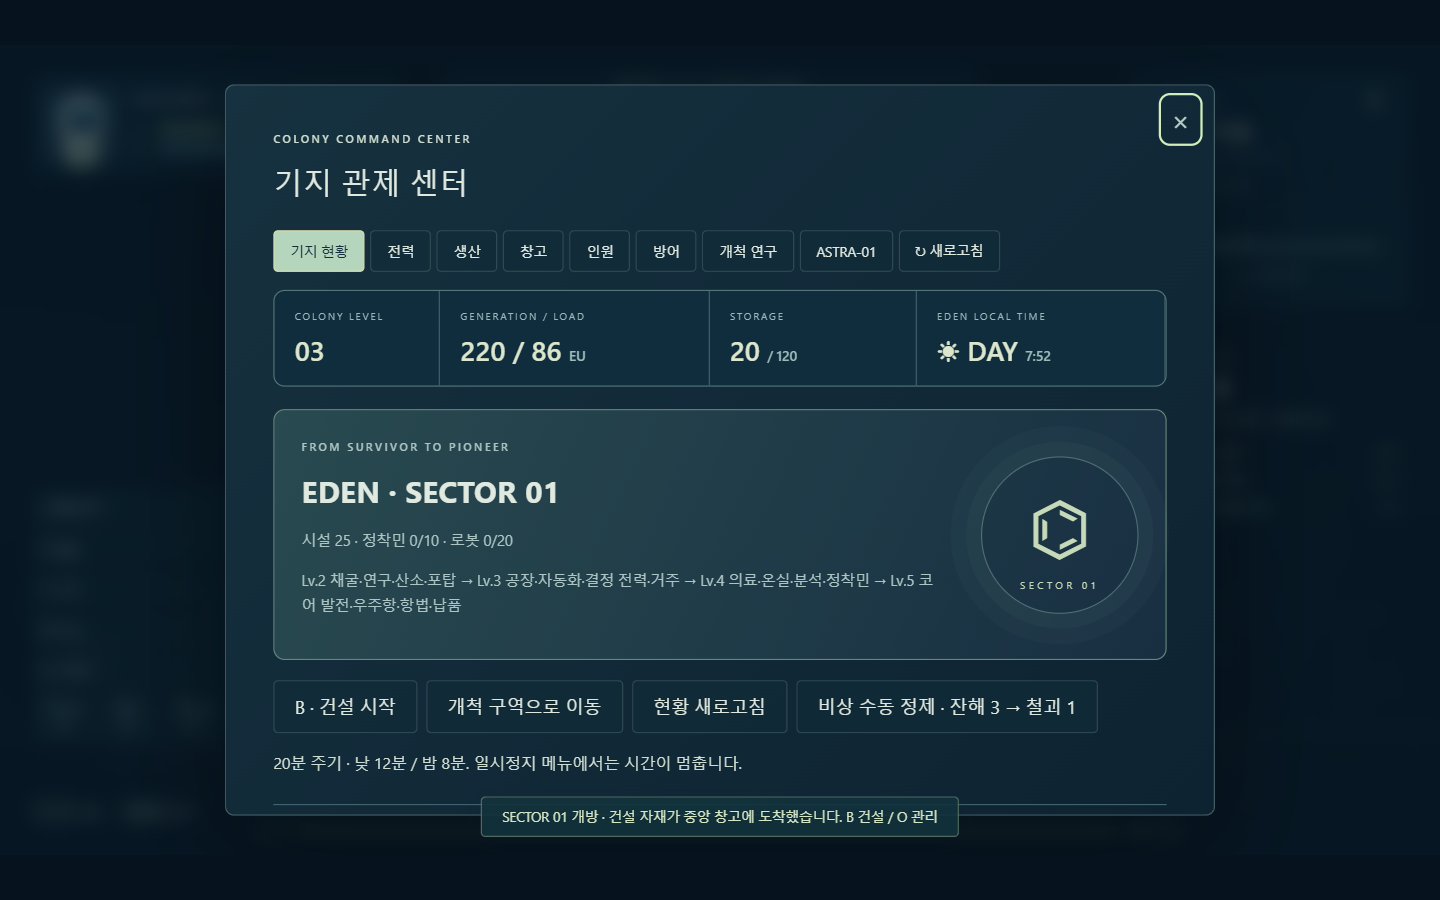 COLONY COMMAND CENTER
기지 관제 센터
×
기지 현황
전력
생산
창고
인원
방어
개척 연구
ASTRA-01
↻ 새로고침
COLONY LEVEL
03
GENERATION / LOAD
220 / 86 EU
STORAGE
20 / 120
EDEN LOCAL TIME
☀ DAY 7:52
FROM SURVIVOR TO PIONEER
EDEN · SECTOR 01
시설 25 · 정착민 0/10 · 로봇 0/20
Lv.2 채굴·연구·산소·포탑 → Lv.3 공장·자동화·결정 전력·거주 → Lv.4 의료·온실·분석·정착민 → Lv.5 코
어 발전·우주항·항법·납품
SECTOR 01
B · 건설 시작
개척 구역으로 이동
현황 새로고침
비상 수동 정제 · 잔해 3 → 철괴 1
20분 주기 · 낮 12분 / 밤 8분. 일시정지 메뉴에서는 시간이 멈춥니다.
SECTOR 01 개방 · 건설 자재가 중앙 창고에 도착했습니다. B 건설 / O 관리